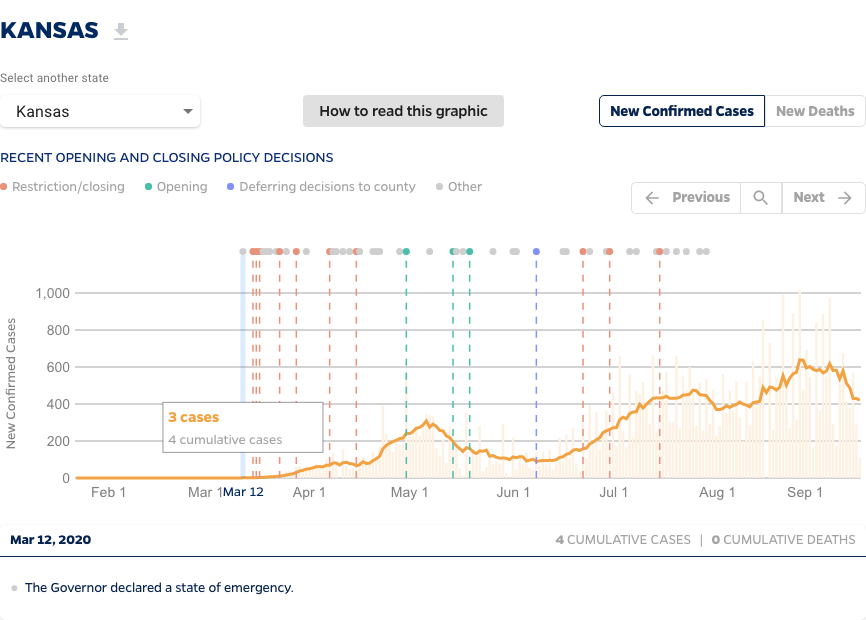 KANSAS
Select another state
Kansas
How to read this graphic
New Confirmed Cases
New Deaths
RECENT OPENING AND CLOSING POLICY DECISIONS
Restriction/closing
Opening
Deferring decisions to county
Other
Previous
Next
New Confirmed Cases
1,000
800
600
400
200
0
3 cases
4 cumulative cases
Feb 1
Mar 1
Mar 12
Apr 1
May 1
Jun 1
Jul 1
Aug 1
Sep 1
Mar 12, 2020
4 CUMULATIVE CASES | 0 CUMULATIVE DEATHS
The Governor declared a state of emergency.